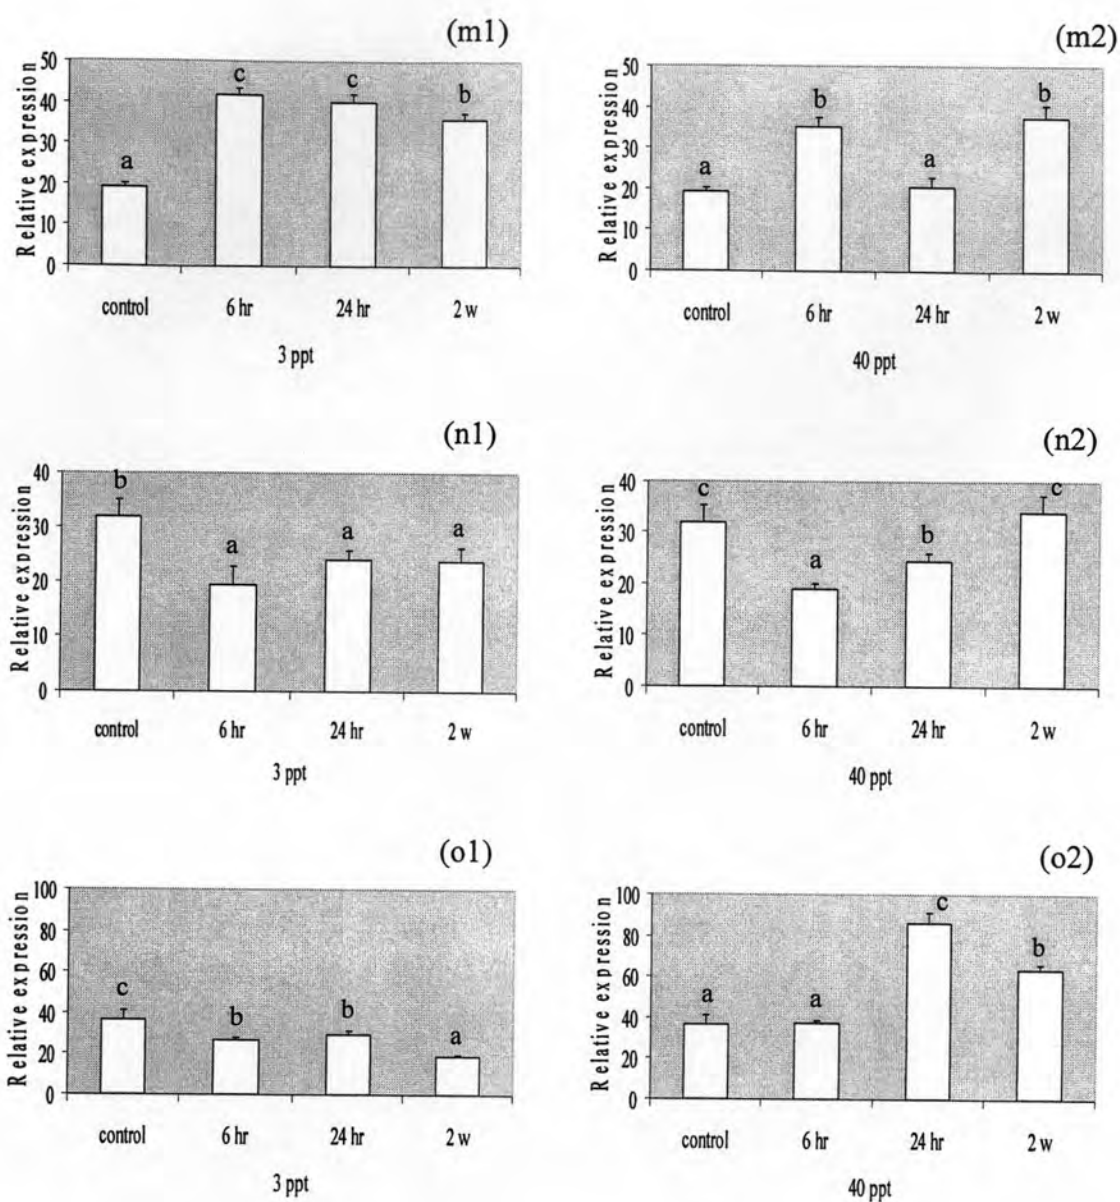 (m1)
Relative expression
50
40
30
20
10
0
a
c
c
b
control 6 hr 24 hr 2 w
3 ppt
(m2)
Relative expression
50
40
30
20
10
0
a
b
a
b
control 6 hr 24 hr 2 w
40 ppt
(n1)
Relative expression
40
30
20
10
0
b
a
a
a
control 6 hr 24 hr 2 w
3 ppt
(n2)
Relative expression
40
30
20
10
0
c
a
b
c
control 6 hr 24 hr 2 w
40 ppt
(o1)
Relative expression
100
80
60
40
20
0
c
b
b
a
control 6 hr 24 hr 2 w
3 ppt
(o2)
Relative expression
100
80
60
40
20
0
a
a
c
b
control 6 hr 24 hr 2 w
40 ppt